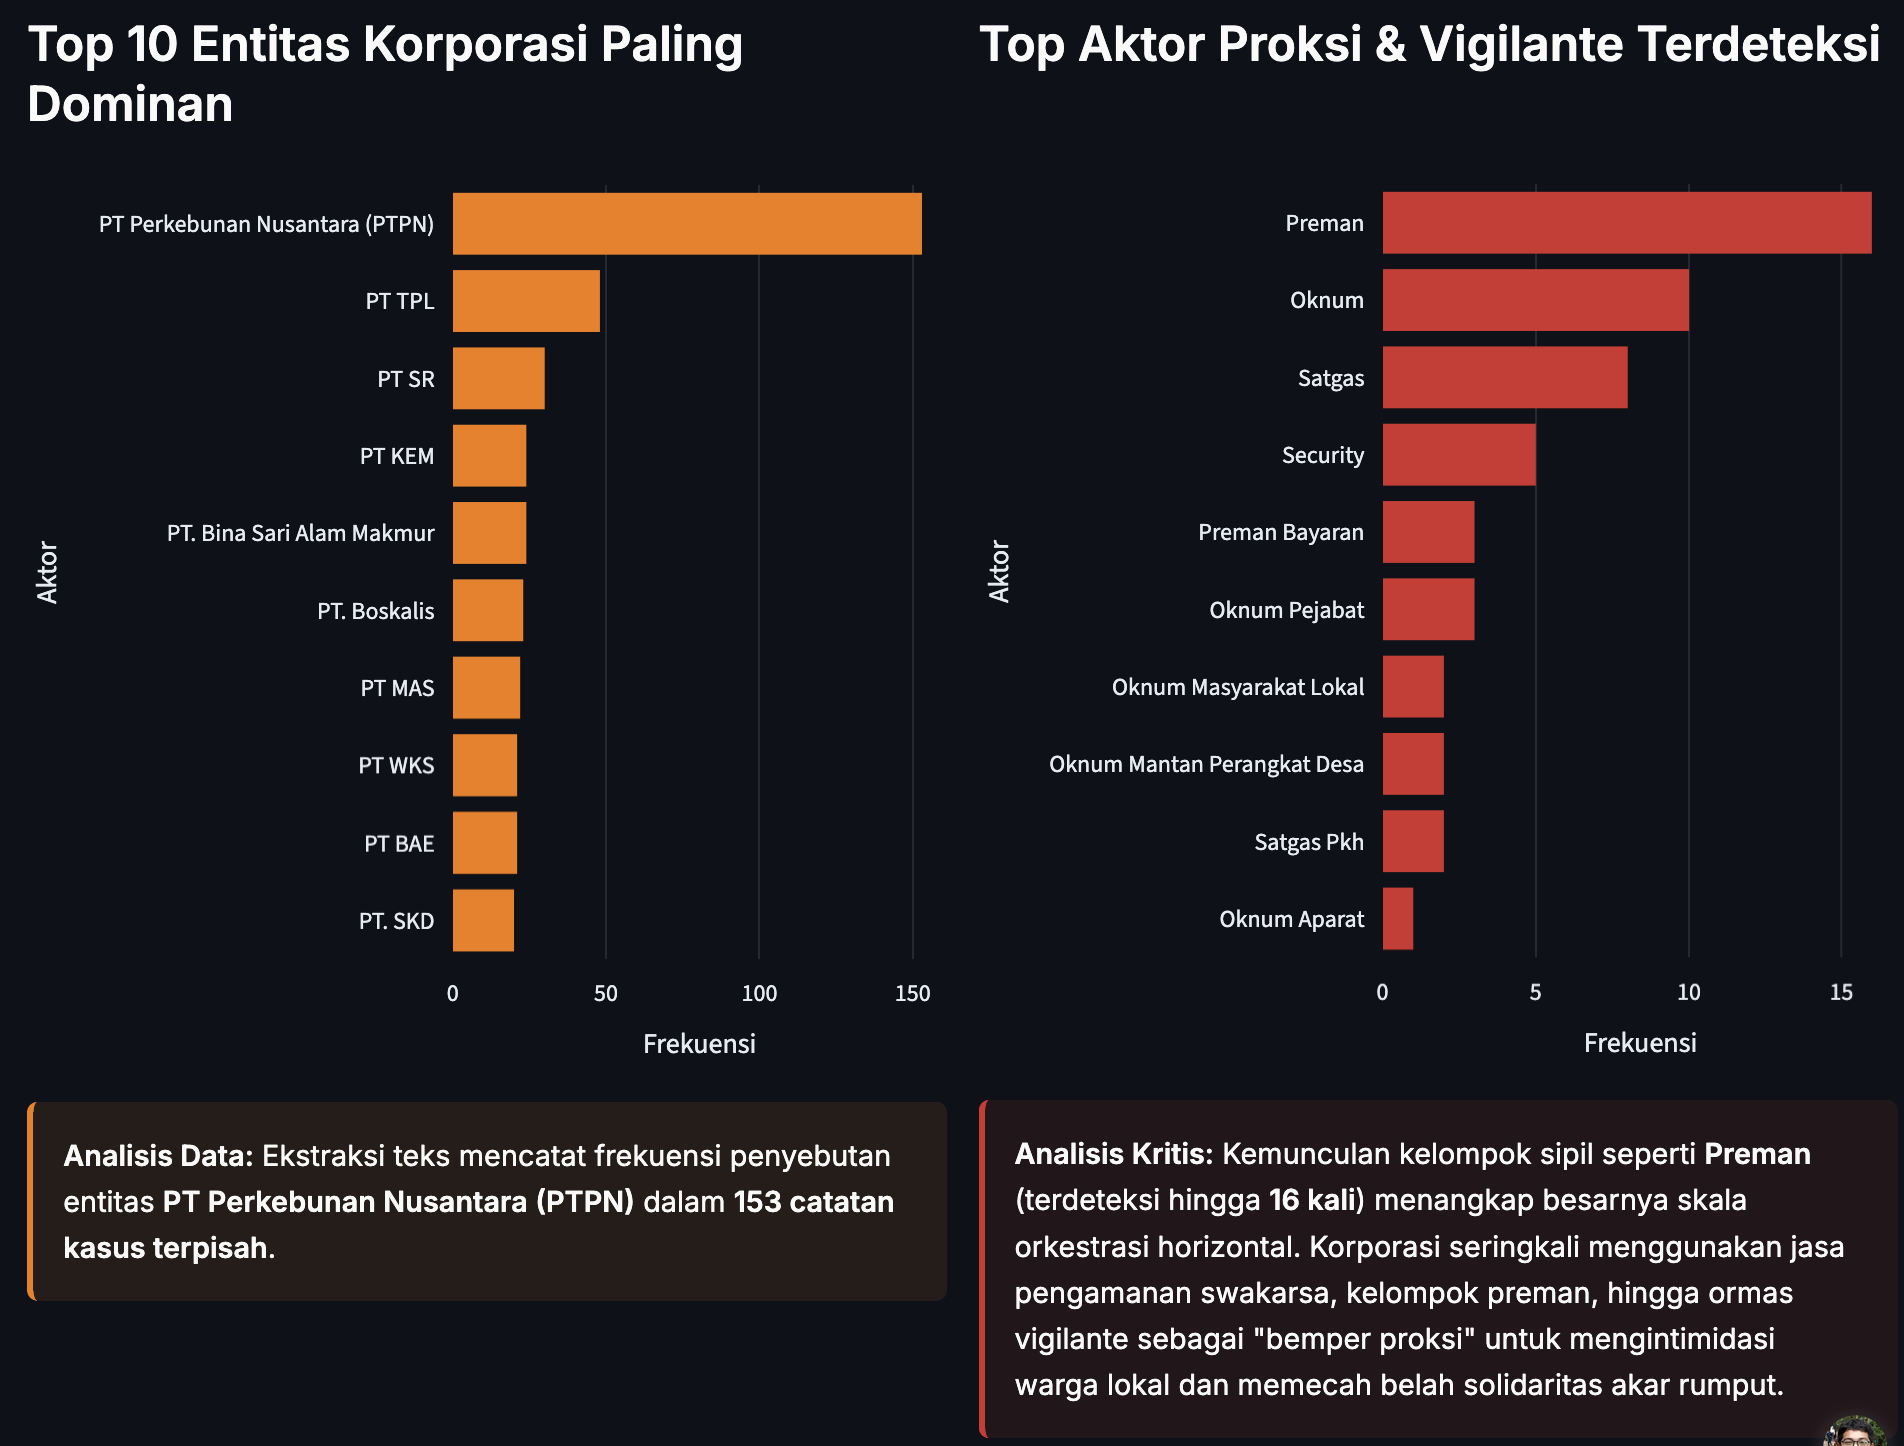 Top 10 Entitas Korporasi Paling
Dominan
Aktor
PT Perkebunan Nusantara (PTPN)
PT TPL
PT SR
PT KEM
PT. Bina Sari Alam Makmur
PT. Boskalis
PT MAS
PT WKS
PT BAE
PT. SKD
0 50 100 150
Frekuensi
Analisis Data: Ekstraksi teks mencatat frekuensi penyebutan
entitas PT Perkebunan Nusantara (PTPN) dalam 153 catatan
kasus terpisah.
Top Aktor Proksi & Vigilante Terdeteksi
Aktor
Preman
Oknum
Satgas
Security
Preman Bayaran
Oknum Pejabat
Oknum Masyarakat Lokal
Oknum Mantan Perangkat Desa
Satgas Pkh
Oknum Aparat
0 5 10 15
Frekuensi
Analisis Kritis: Kemunculan kelompok sipil seperti Preman
(terdeteksi hingga 16 kali) menangkap besarnya skala
orkestrasi horizontal. Korporasi seringkali menggunakan jasa
pengamanan swakarsa, kelompok preman, hingga ormas
vigilante sebagai "bemper proksi" untuk mengintimidasi
warga lokal dan memecah belah solidaritas akar rumput.